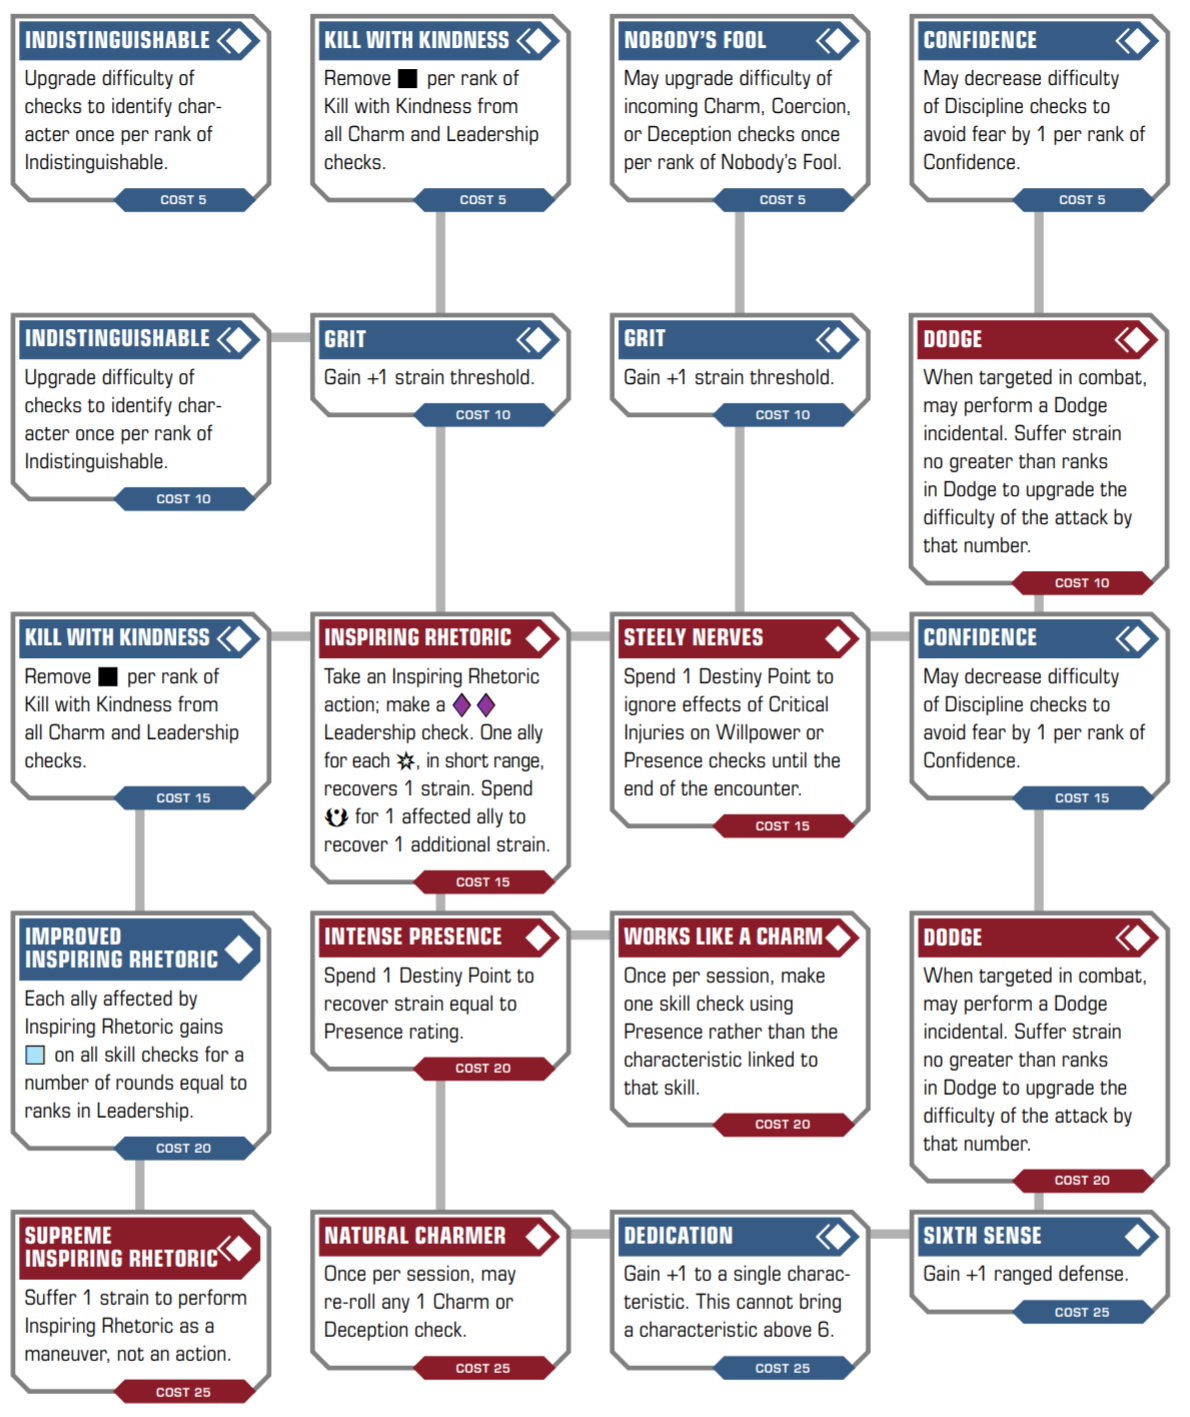 INDISTINGUISHABLE
Upgrade difficulty of
checks to identify char-
acter once per rank of
Indistinguishable.
COST 5
KILL WITH KINDNESS
Remove per rank of
Kill with Kindness from
all Charm and Leadership
checks.
COST 5
NOBODY'S FOOL
May upgrade difficulty of
incoming Charm, Coercion,
or Deception checks once
per rank of Nobody's Fool.
COST 5
CONFIDENCE
May decrease difficulty
of Discipline checks to
avoid fear by 1 per rank of
Confidence.
COST 5
INDISTINGUISHABLE
Upgrade difficulty of
checks to identify char-
acter once per rank of
Indistinguishable.
COST 10
GRIT
Gain +1 strain threshold.
COST 10
GRIT
Gain +1 strain threshold.
COST 10
DODGE
When targeted in combat,
may perform a Dodge
incidental. Suffer strain
no greater than ranks
in Dodge to upgrade the
difficulty of the attack by
that number.
COST 10
KILL WITH KINDNESS
Remove per rank of
Kill with Kindness from
all Charm and Leadership
checks.
COST 15
INSPIRING RHETORIC
Take an Inspiring Rhetoric
action; make a
Leadership check. One ally
for each , in short range,
recovers 1 strain. Spend
for 1 affected ally to
recover 1 additional strain.
COST 15
STEELY NERVES
Spend 1 Destiny Point to
ignore effects of Critical
Injuries on Willpower or
Presence checks until the
end of the encounter.
COST 15
CONFIDENCE
May decrease difficulty
of Discipline checks to
avoid fear by 1 per rank of
Confidence.
COST 15
IMPROVED
INSPIRING RHETORIC
Each ally affected by
Inspiring Rhetoric gains
on all skill checks for a
number of rounds equal to
ranks in Leadership.
COST 20
INTENSE PRESENCE
Spend 1 Destiny Point to
recover strain equal to
Presence rating.
COST 20
WORKS LIKE A CHARM
Once per session, make
one skill check using
Presence rather than the
characteristic linked to
that skill.
COST 20
DODGE
When targeted in combat,
may perform a Dodge
incidental. Suffer strain
no greater than ranks
in Dodge to upgrade the
difficulty of the attack by
that number.
COST 20
SUPREME
INSPIRING RHETORIC
Suffer 1 strain to perform
Inspiring Rhetoric as a
maneuver, not an action.
COST 25
NATURAL CHARMER
Once per session, may
re-roll any 1 Charm or
Deception check.
COST 25
DEDICATION
Gain +1 to a single charac-
teristic. This cannot bring
a characteristic above 6.
COST 25
SIXTH SENSE
Gain +1 ranged defense.
COST 25